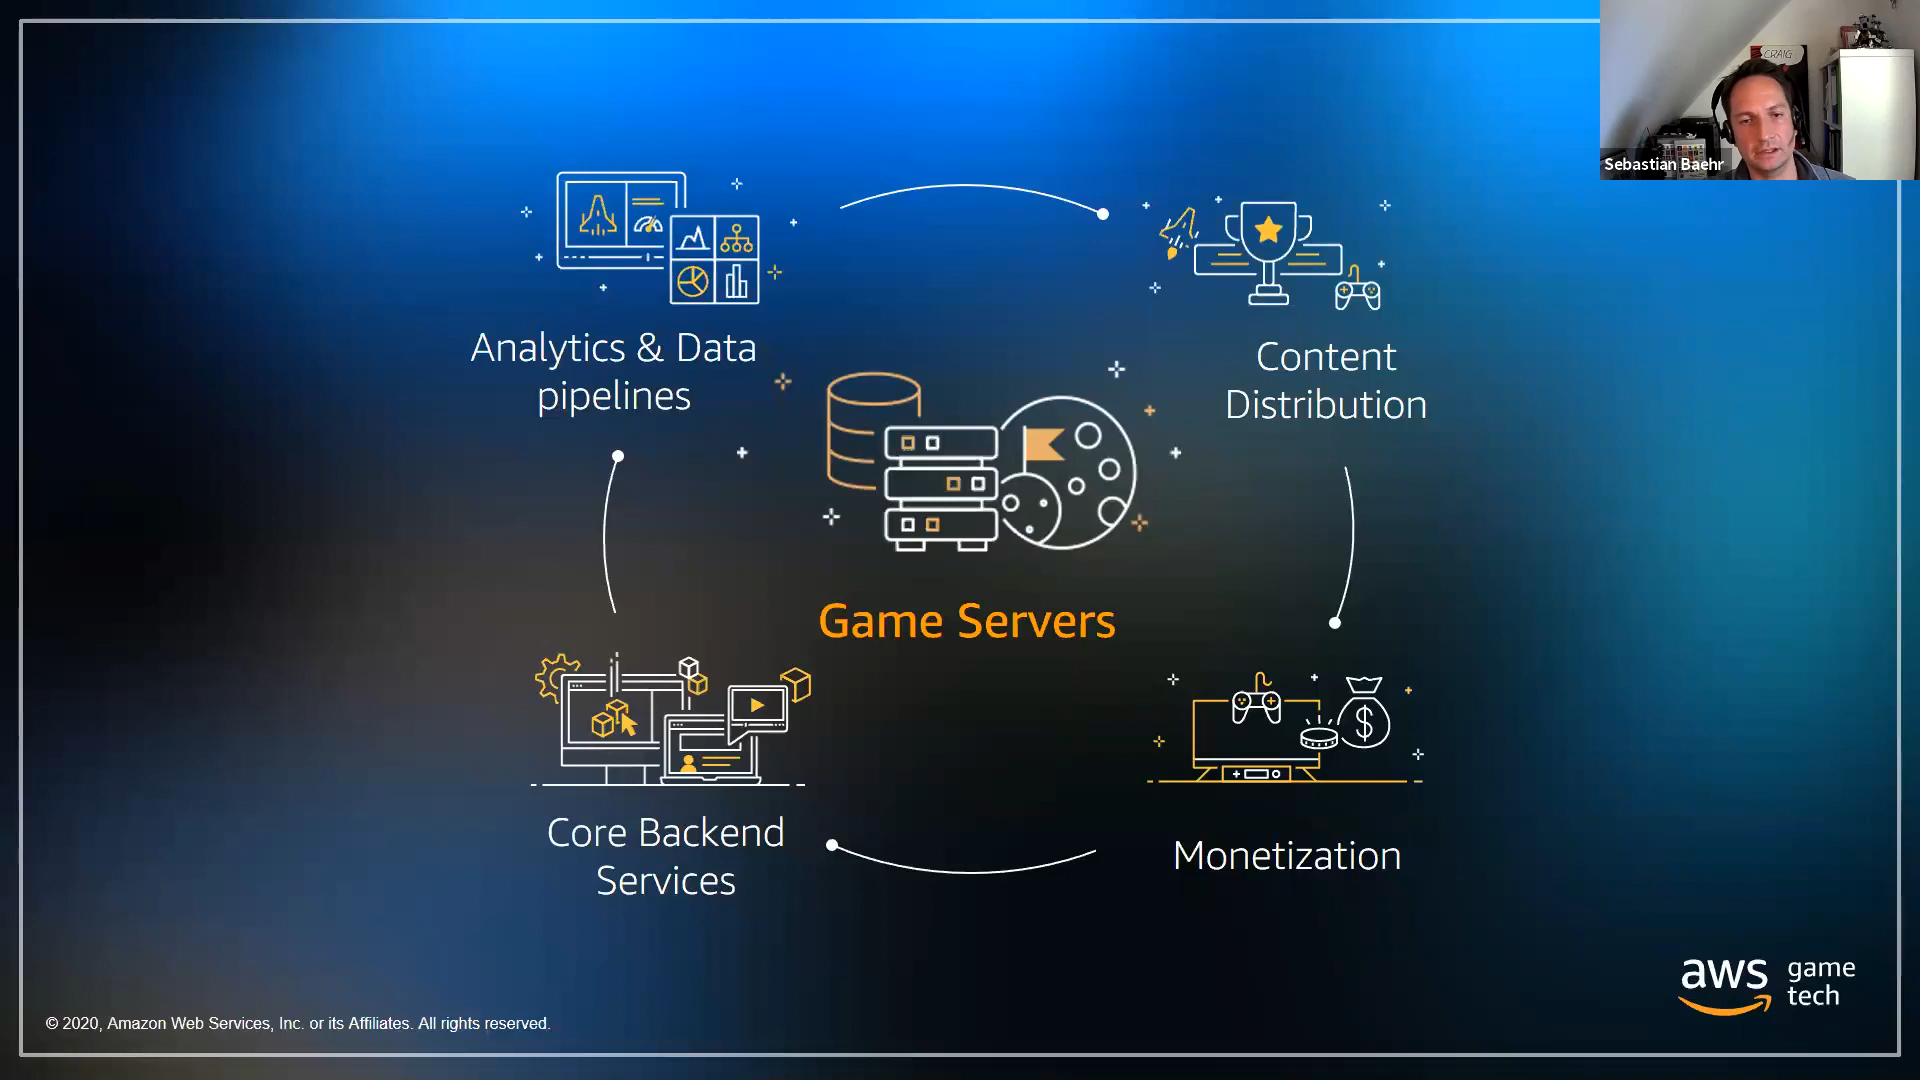 CRAIG
Sebastian Baehr
Analytics & Data
pipelines
Content
Distribution
Game Servers
Core Backend
Services
Monetization
aws game
tech
© 2020, Amazon Web Services, Inc. or its Affiliates. All rights reserved.